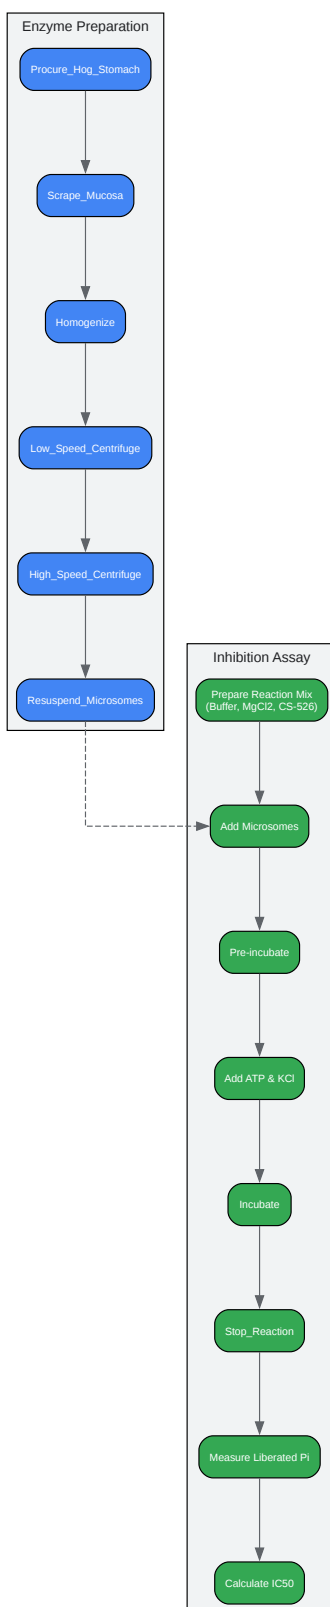 Enzyme Preparation
Procure_Hog_Stomach
Scrape_Mucosa
Homogenize
Low_Speed_Centrifuge
High_Speed_Centrifuge
Resuspend_Microsomes
Inhibition Assay
Prepare Reaction Mix
(Buffer, MgCl2, CS-526)
Add Microsomes
Pre-incubate
Add ATP & KCl
Incubate
Stop_Reaction
Measure Liberated Pi
Calculate IC50